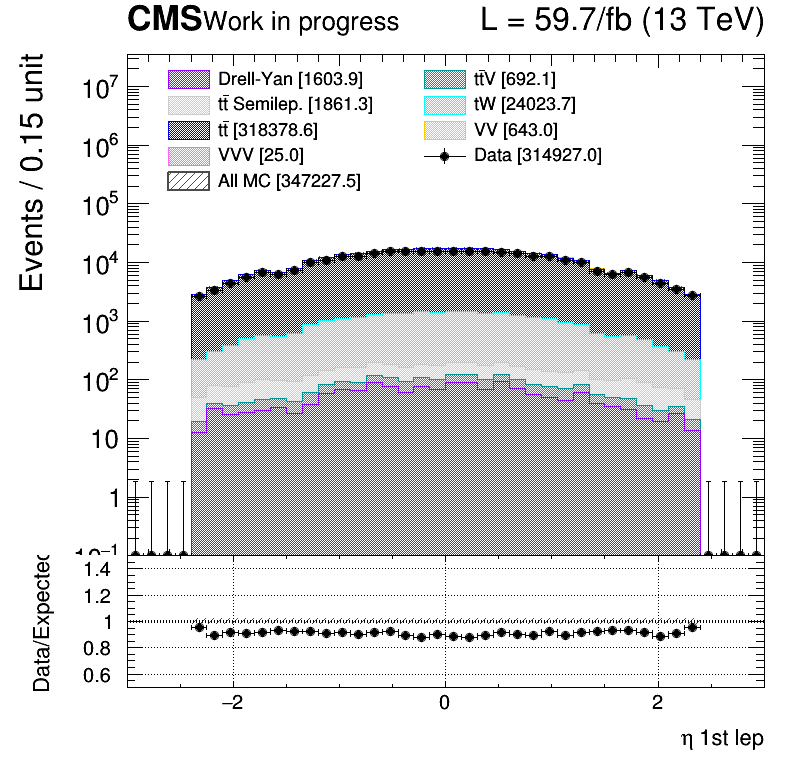 CMS Work in progress L = 59.7/fb (13 TeV)
Events / 0.15 unit
Drell-Yan [1603.9] tt̄V [692.1]
tt̄ Semilep. [1861.3] tW [24023.7]
tt̄ [318378.6] VV [643.0]
VVV [25.0] Data [314927.0]
All MC [347227.5]
10⁷
10⁶
10⁵
10⁴
10³
10²
10
1
10⁻¹
Data/Expected
1.4
1.2
1
0.8
0.6
−2 0 2
η 1st lep